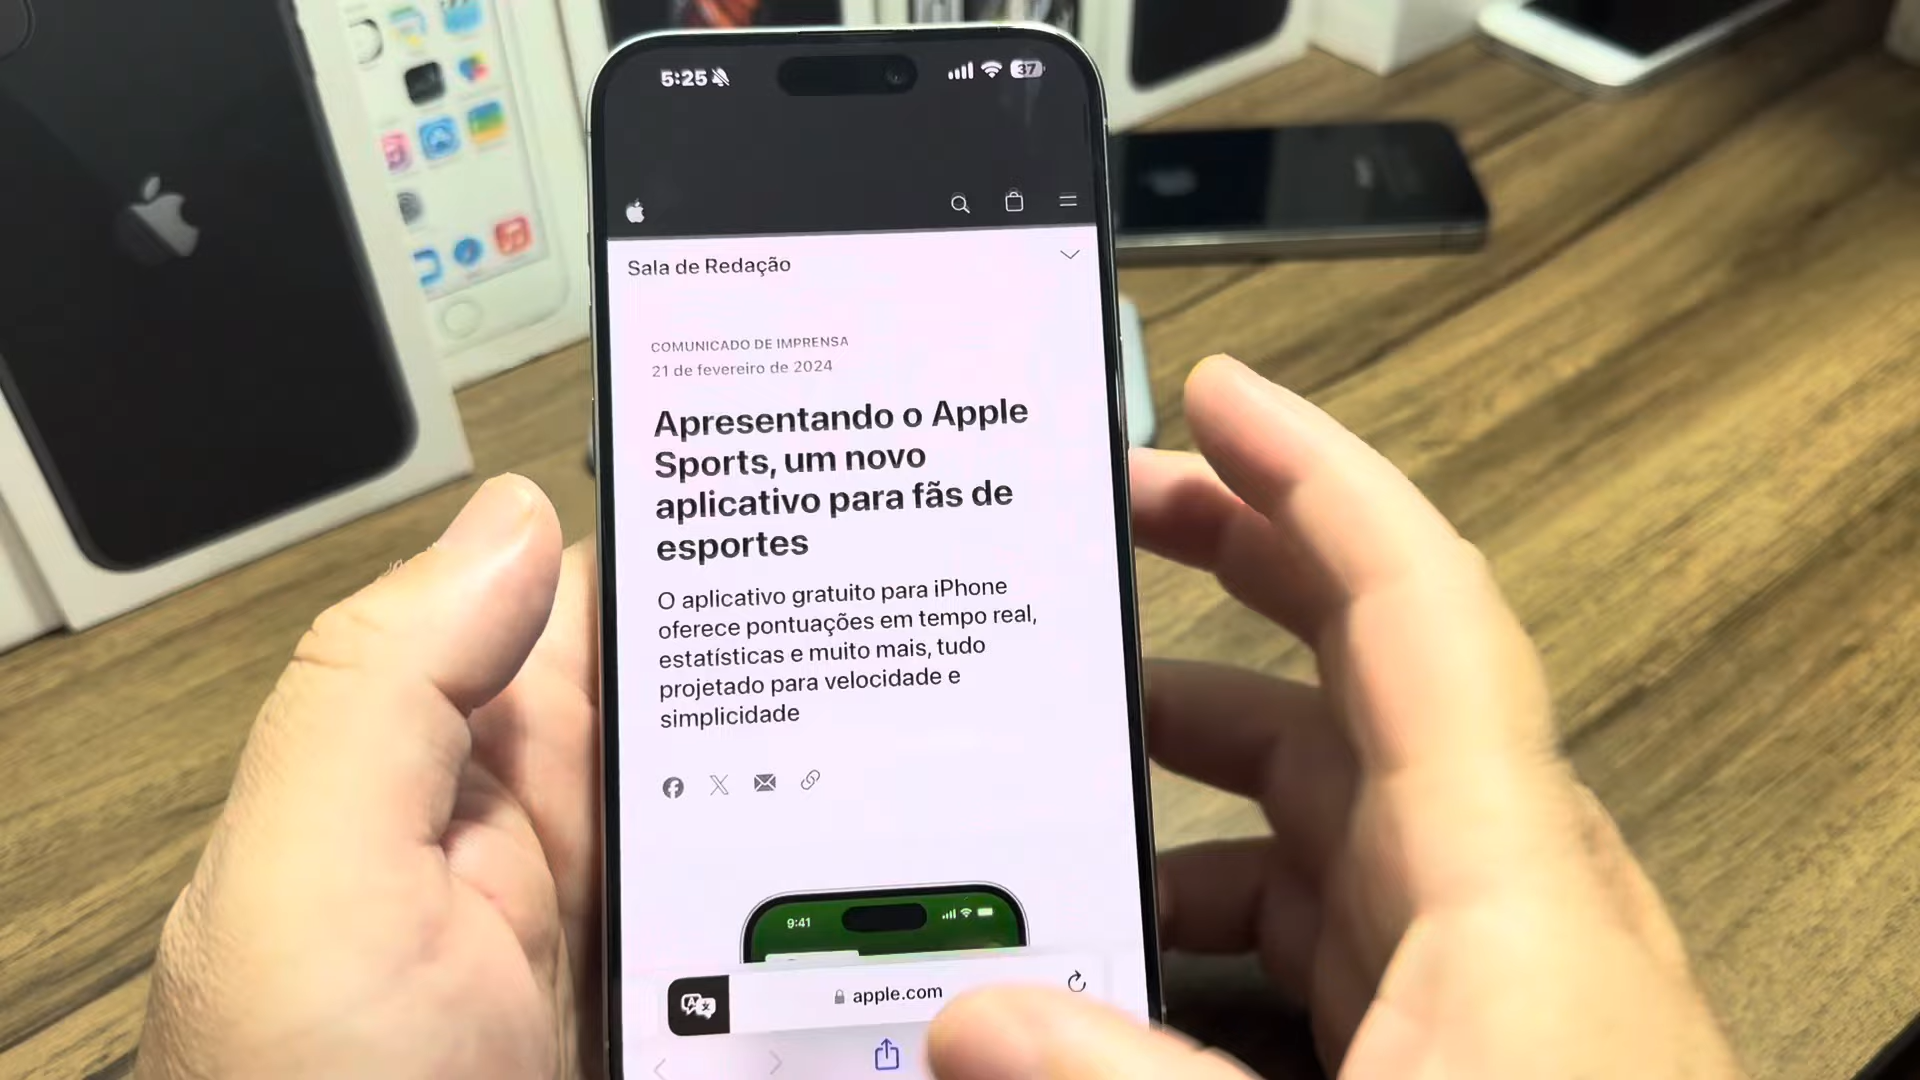 5:25
37
Sala de Redação
COMUNICADO DE IMPRENSA
21 de fevereiro de 2024
Apresentando o Apple
Sports, um novo
aplicativo para fãs de
esportes
O aplicativo gratuito para iPhone
oferece pontuações em tempo real,
estatísticas e muito mais, tudo
projetado para velocidade e
simplicidade
9:41
apple.com